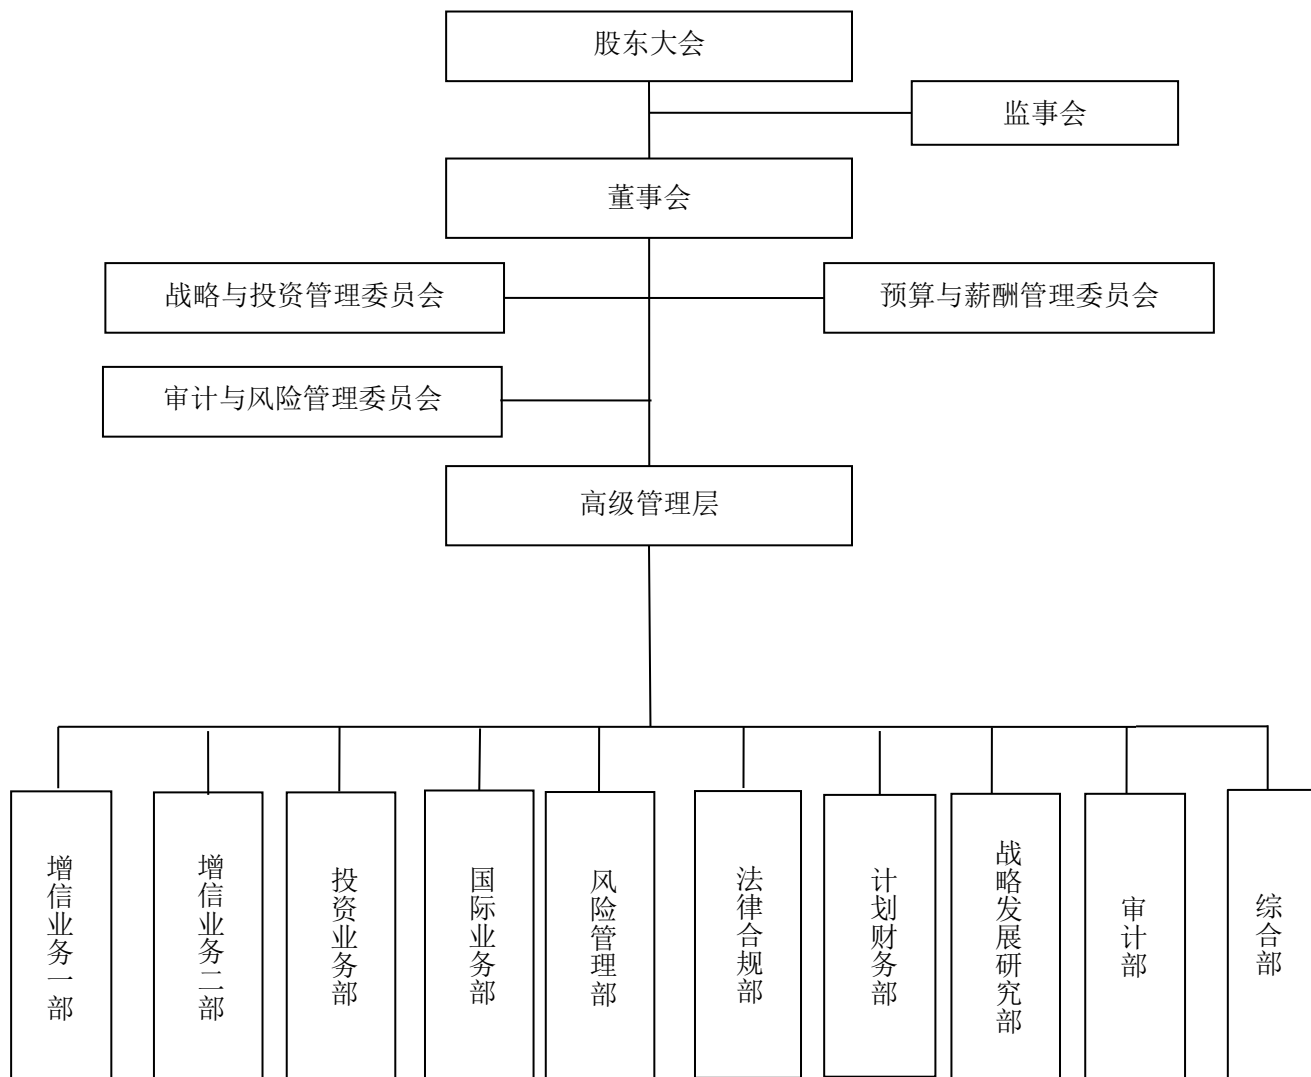 股东大会
监事会
董事会
战略与投资管理委员会
预算与薪酬管理委员会
审计与风险管理委员会
高级管理层
增信业务一部
增信业务二部
投资业务部
国际业务部
风险管理部
法律合规部
计划财务部
战略发展研究部
审计部
综合部